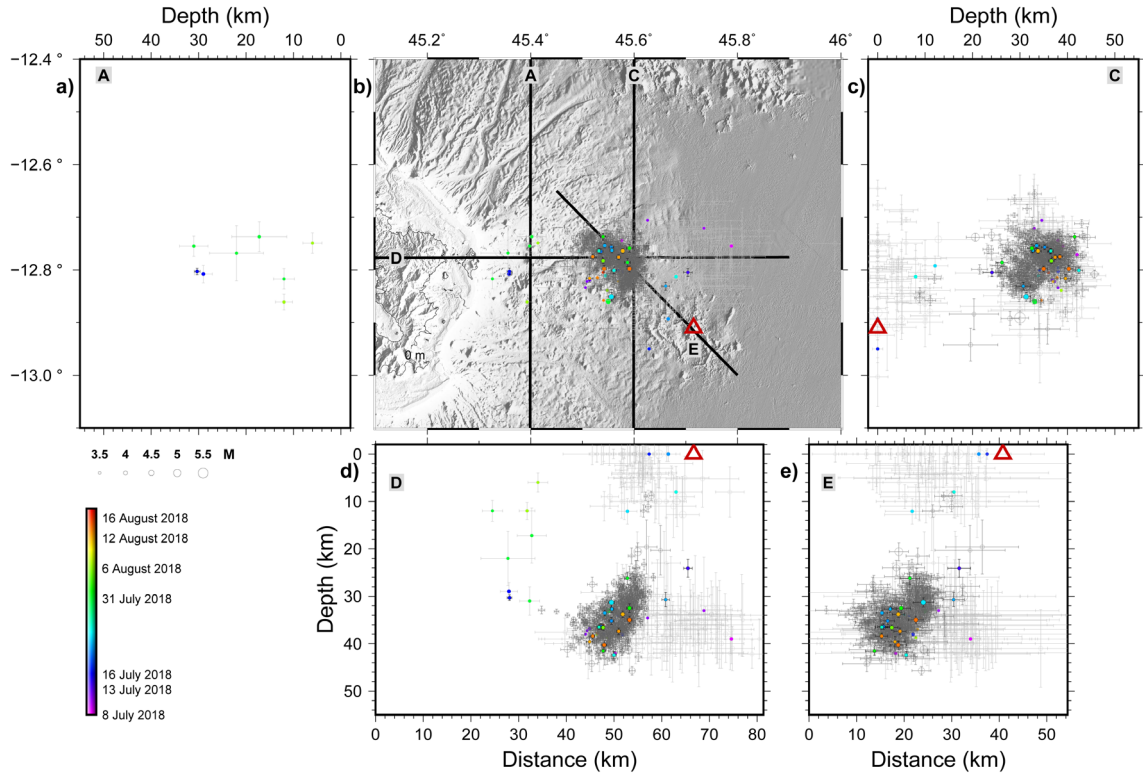 Depth (km)
50 40 30 20 10 0
a)
A
−12.4 °
−12.6 °
−12.8 °
−13.0 °
45.2° 45.4° 45.6° 45.8° 46°
b)
A
C
D
E
0 m
Depth (km)
0 10 20 30 40 50
c)
C
3.5 4 4.5 5 5.5 M
16 August 2018
12 August 2018
6 August 2018
31 July 2018
16 July 2018
13 July 2018
8 July 2018
d)
D
Depth (km)
0
10
20
30
40
50
0 10 20 30 40 50 60 70 80
Distance (km)
e)
E
0 10 20 30 40 50
Distance (km)